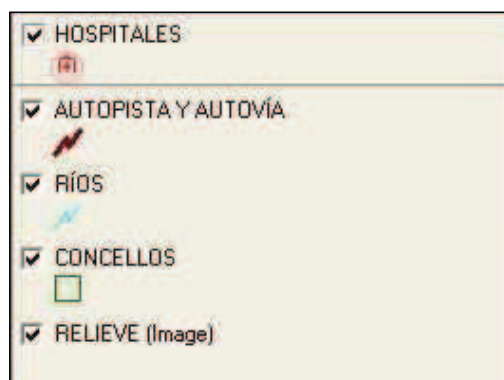 HOSPITALES
AUTOPISTA Y AUTOVÍA
RÍOS
CONCELLOS
RELIEVE (Image)